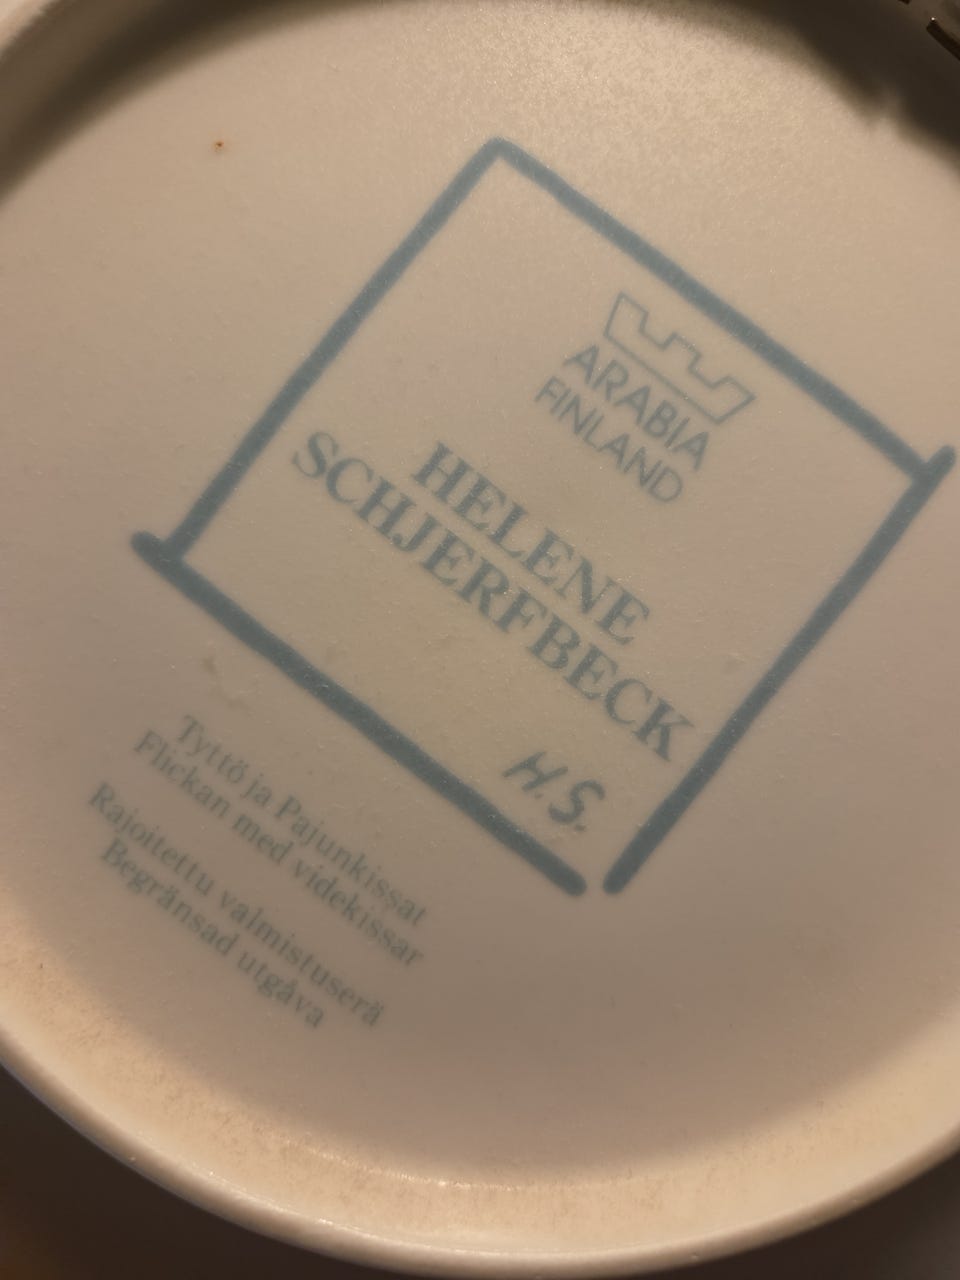 ARABIA
FINLAND
HELENE
SCHJERFBECK
H.S.
Tyttö ja Pajunkissat
Flickan med videkissar
Rajoitettu valmistuserä
Begränsad utgåva